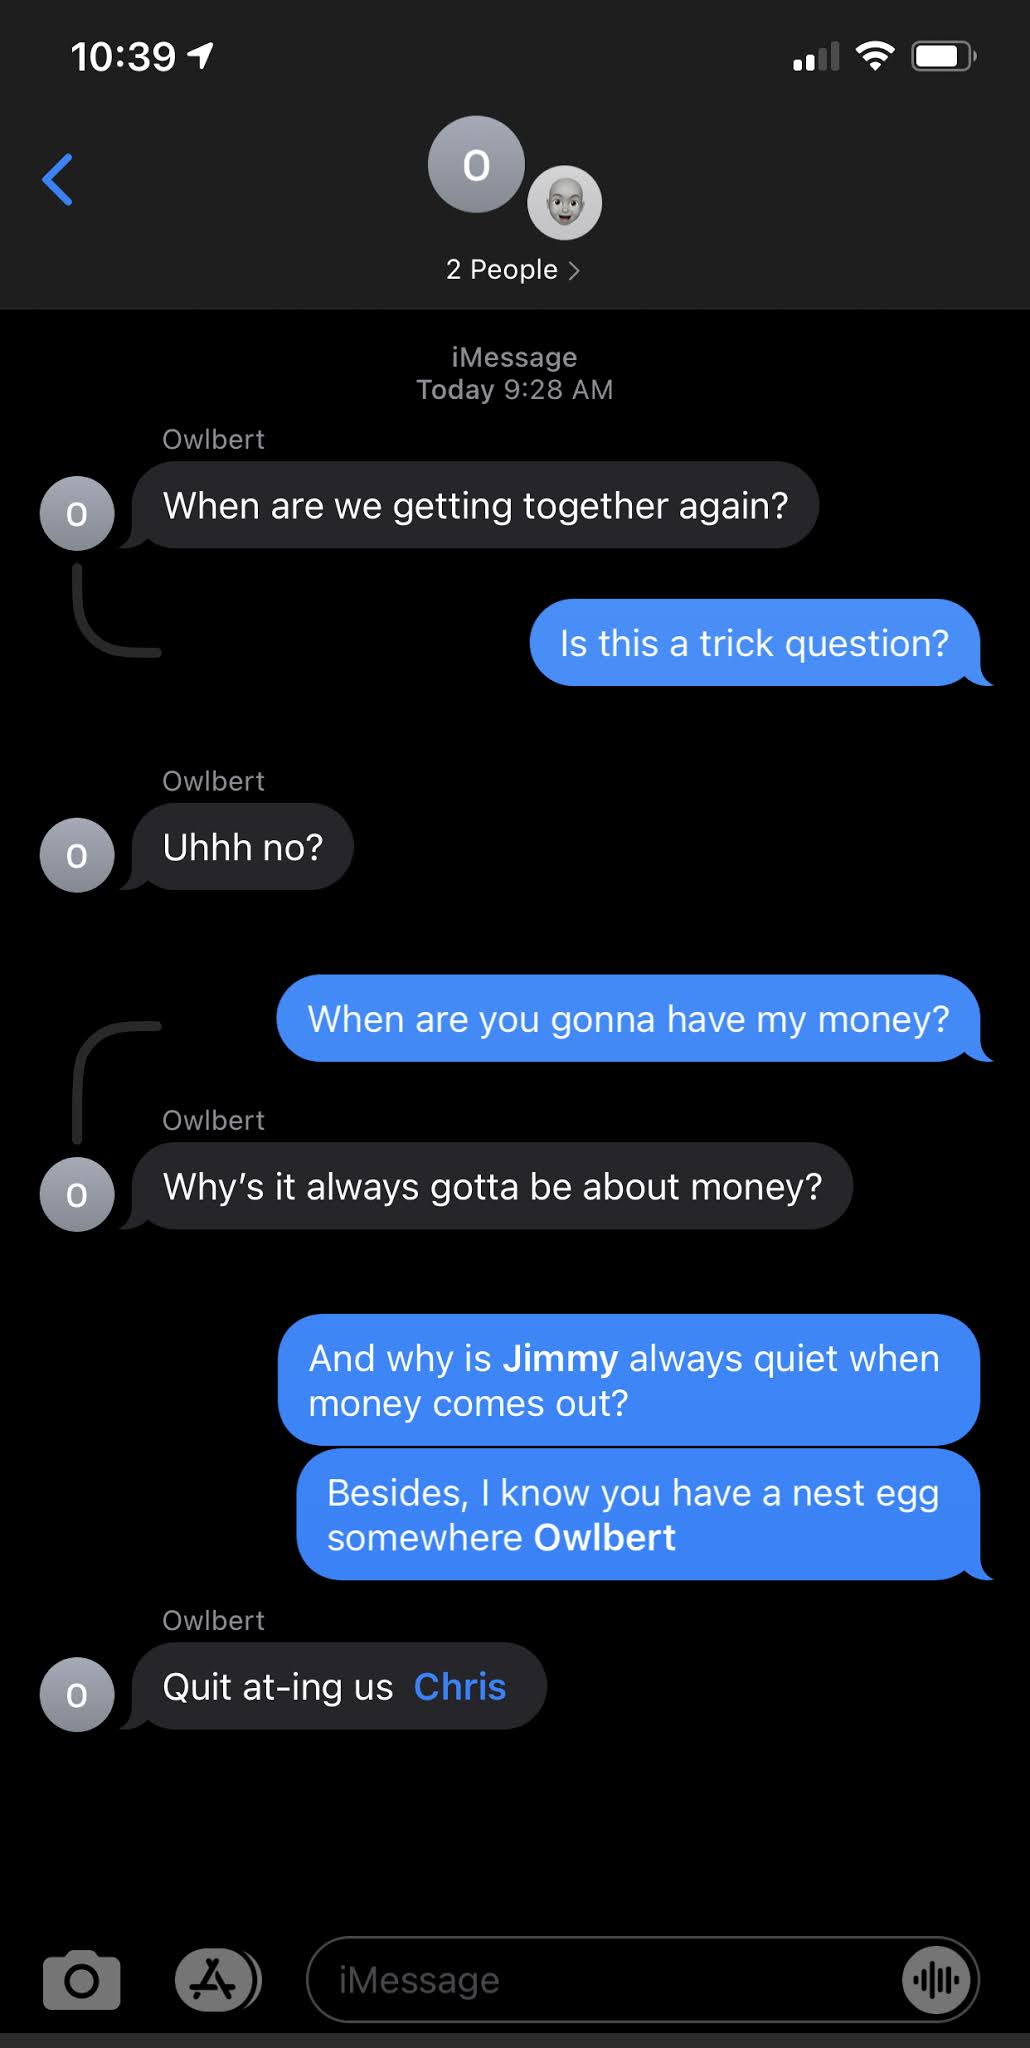 10:39
O
2 People
iMessage
Today 9:28 AM
Owlbert
O
When are we getting together again?
Is this a trick question?
Owlbert
O
Uhhh no?
When are you gonna have my money?
Owlbert
O
Why's it always gotta be about money?
And why is Jimmy always quiet when
money comes out?
Besides, I know you have a nest egg
somewhere Owlbert
Owlbert
O
Quit at-ing us Chris
iMessage